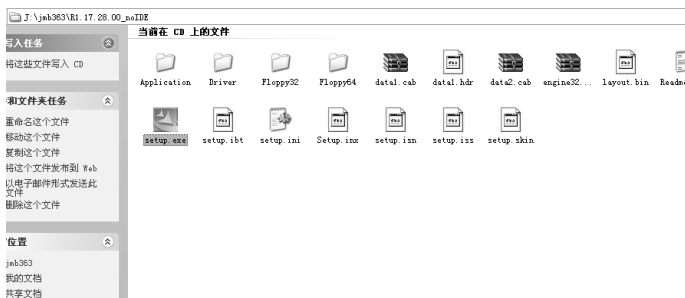 J:\jmb363\R1.17.28.00_noIDE
当前在 CD 上的文件
写入任务
将这些文件写入 CD
Application Driver Floppy32 Floppy64 data1.cab data1.hdr data2.cab engine32... layout.bin Readme
和文件夹任务
重命名这个文件
移动这个文件
复制这个文件
将这个文件发布到 Web
以电子邮件形式发送此
文件
删除这个文件
setup.exe setup.ibt setup.ini Setup.inx setup.isn setup.iss setup.skin
位置
jmb363
我的文档
共享文档